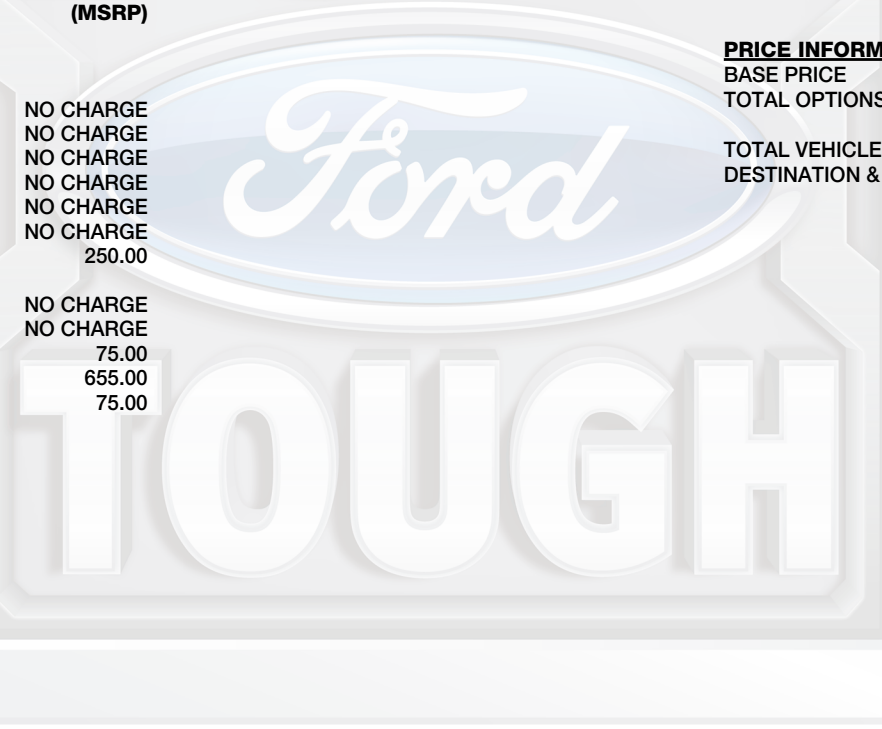 (MSRP)
NO CHARGE
NO CHARGE
NO CHARGE
NO CHARGE
NO CHARGE
NO CHARGE
250.00
NO CHARGE
NO CHARGE
75.00
655.00
75.00
PRICE INFORM
BASE PRICE
TOTAL OPTIONS
TOTAL VEHICLE
DESTINATION &
Ford
TOUGH